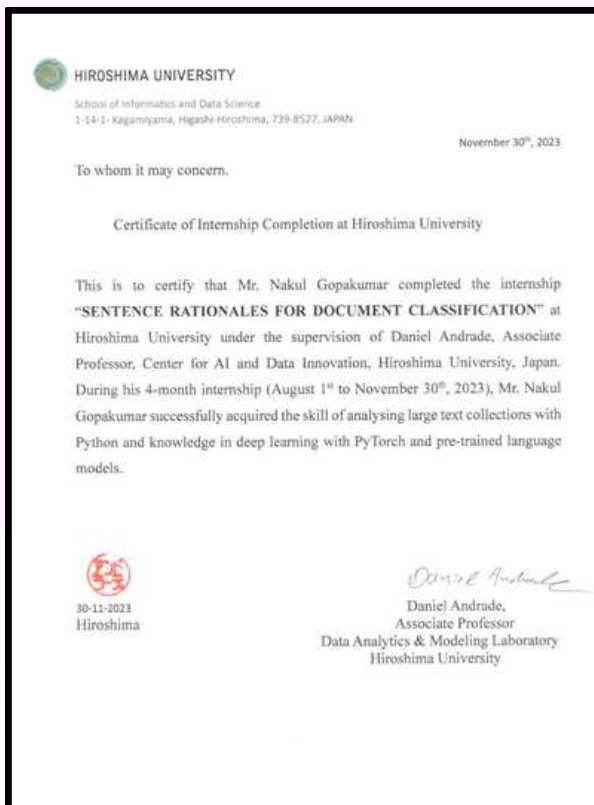 HIROSHIMA UNIVERSITY
School of Informatics and Data Science
1-14-1- Kagamiyama, Higashi-Hiroshima, 739-8527, JAPAN
November 30th, 2023
To whom it may concern.
Certificate of Internship Completion at Hiroshima University
This is to certify that Mr. Nakul Gopakumar completed the internship
“SENTENCE RATIONALES FOR DOCUMENT CLASSIFICATION” at
Hiroshima University under the supervision of Daniel Andrade, Associate
Professor, Center for AI and Data Innovation, Hiroshima University, Japan.
During his 4-month internship (August 1st to November 30th, 2023), Mr. Nakul
Gopakumar successfully acquired the skill of analysing large text collections with
Python and knowledge in deep learning with PyTorch and pre-trained language
models.
Daniel Andrade
30-11-2023
Hiroshima
Daniel Andrade,
Associate Professor
Data Analytics & Modeling Laboratory
Hiroshima University